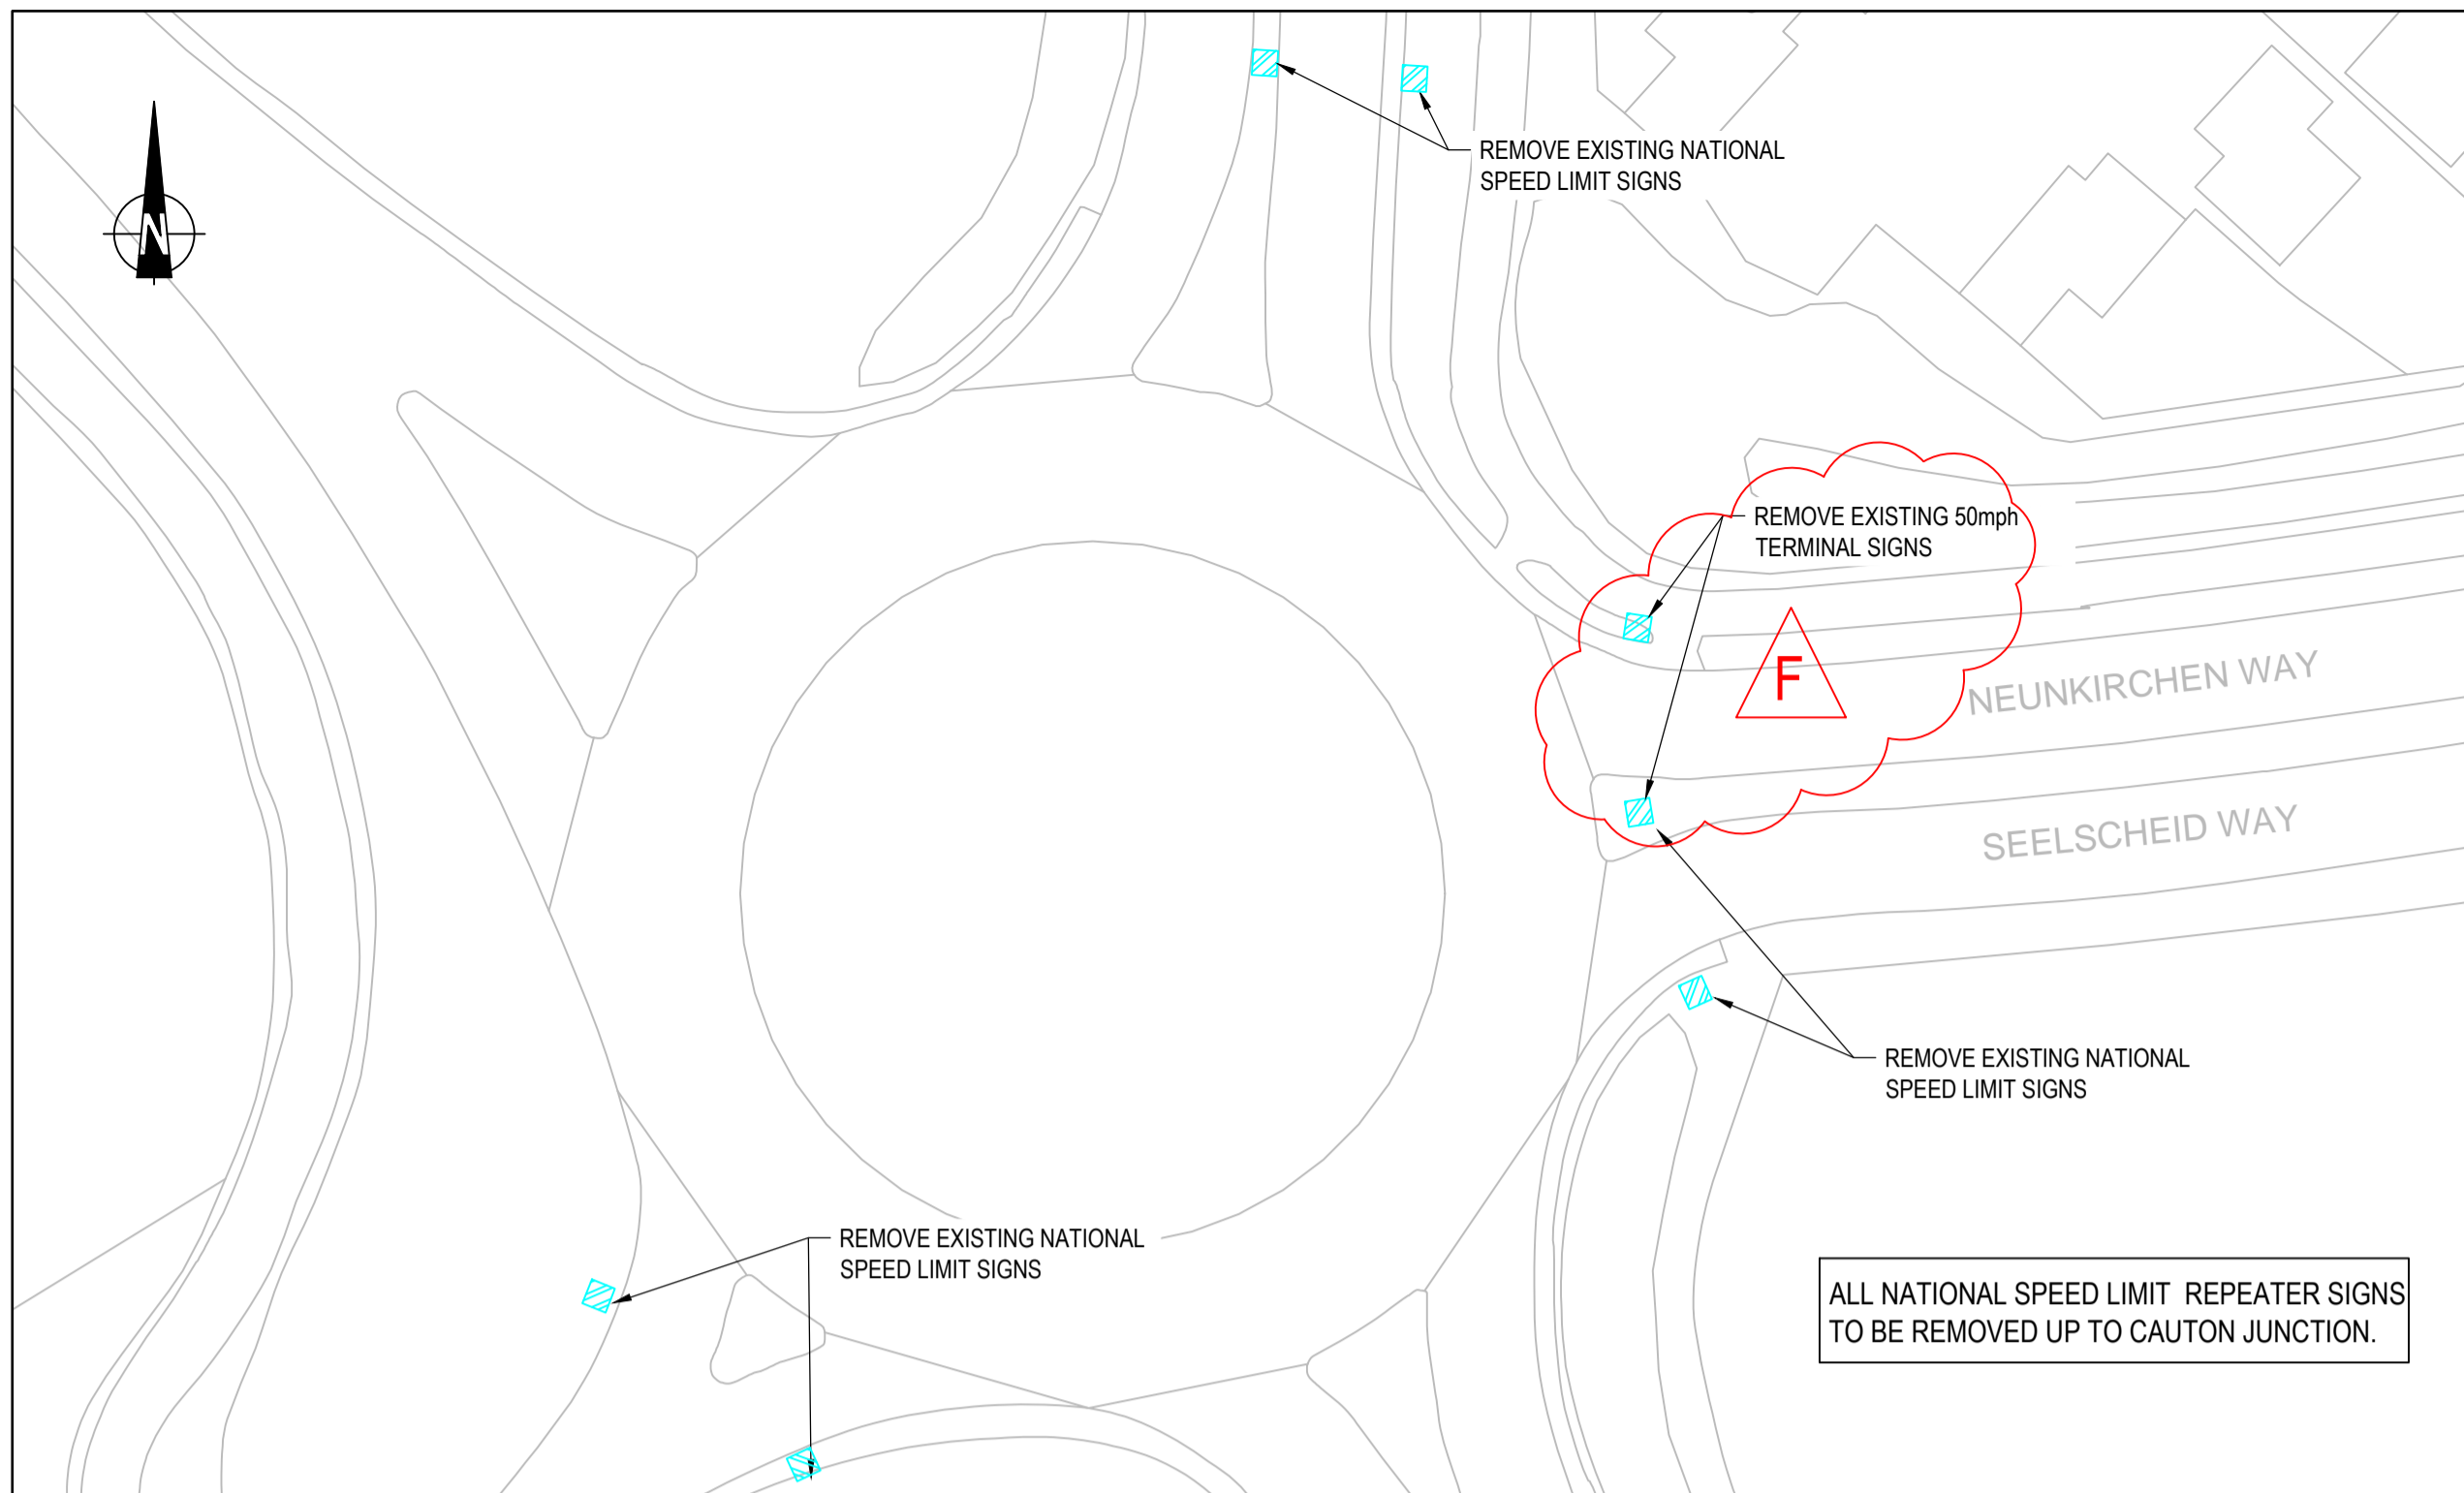 REMOVE EXISTING NATIONAL
SPEED LIMIT SIGNS
N
REMOVE EXISTING 50mph
TERMINAL SIGNS
F
NEUNKIRCHEN WAY
SEELSCHEID WAY
REMOVE EXISTING NATIONAL
SPEED LIMIT SIGNS
REMOVE EXISTING NATIONAL
SPEED LIMIT SIGNS
ALL NATIONAL SPEED LIMIT REPEATER SIGNS
TO BE REMOVED UP TO CAUTON JUNCTION.